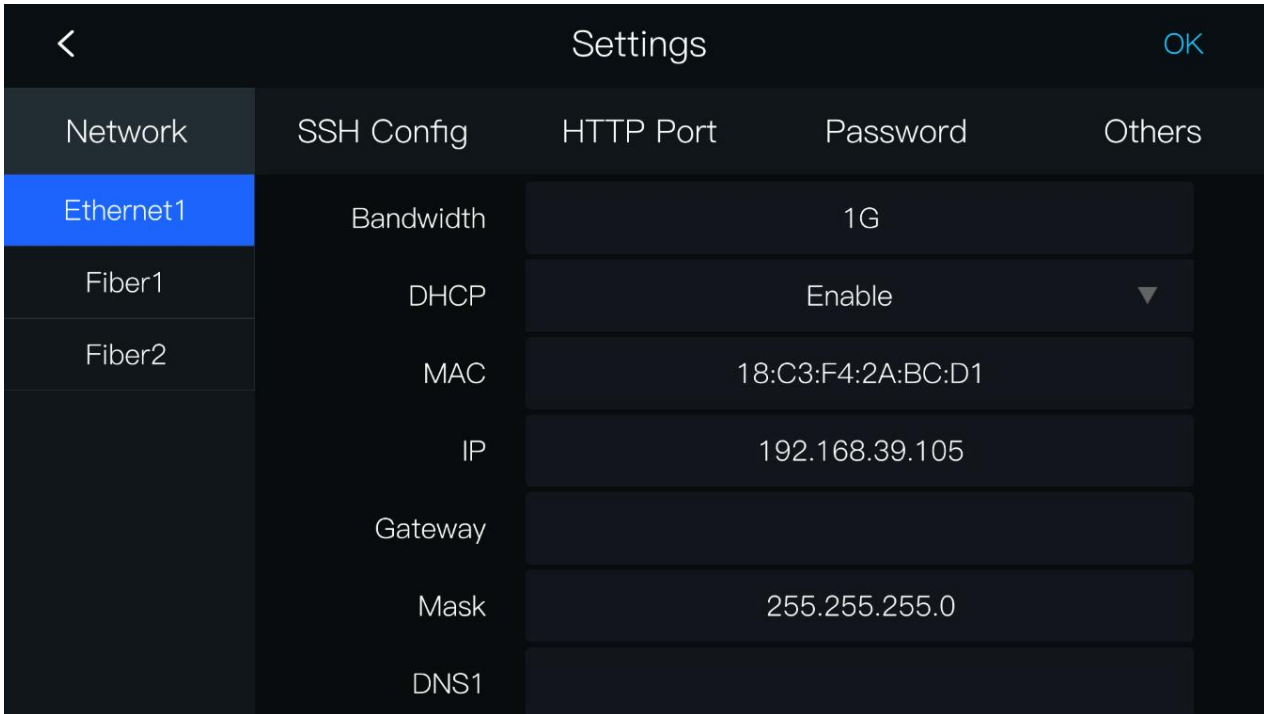 Settings
OK
Network
SSH Config
HTTP Port
Password
Others
Ethernet1
Fiber1
Fiber2
Bandwidth
1G
DHCP
Enable
MAC
18:C3:F4:2A:BC:D1
IP
192.168.39.105
Gateway
Mask
255.255.255.0
DNS1